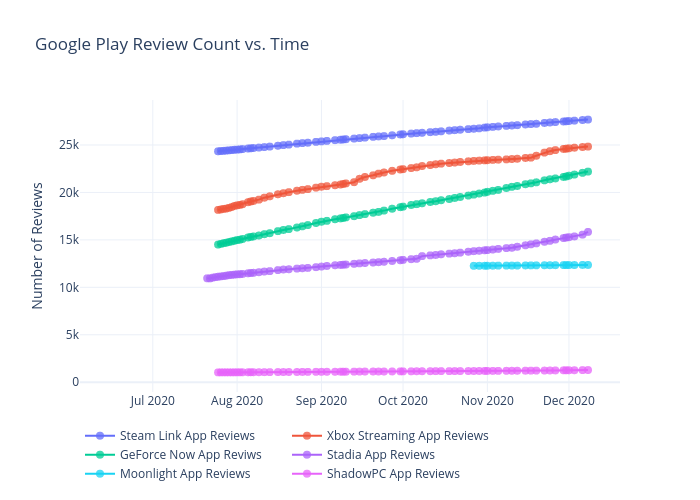 Google Play Review Count vs. Time
Number of Reviews
25k
20k
15k
10k
5k
0
Jul 2020 Aug 2020 Sep 2020 Oct 2020 Nov 2020 Dec 2020
Steam Link App Reviews Xbox Streaming App Reviews
GeForce Now App Reviws Stadia App Reviews
Moonlight App Reviews ShadowPC App Reviews